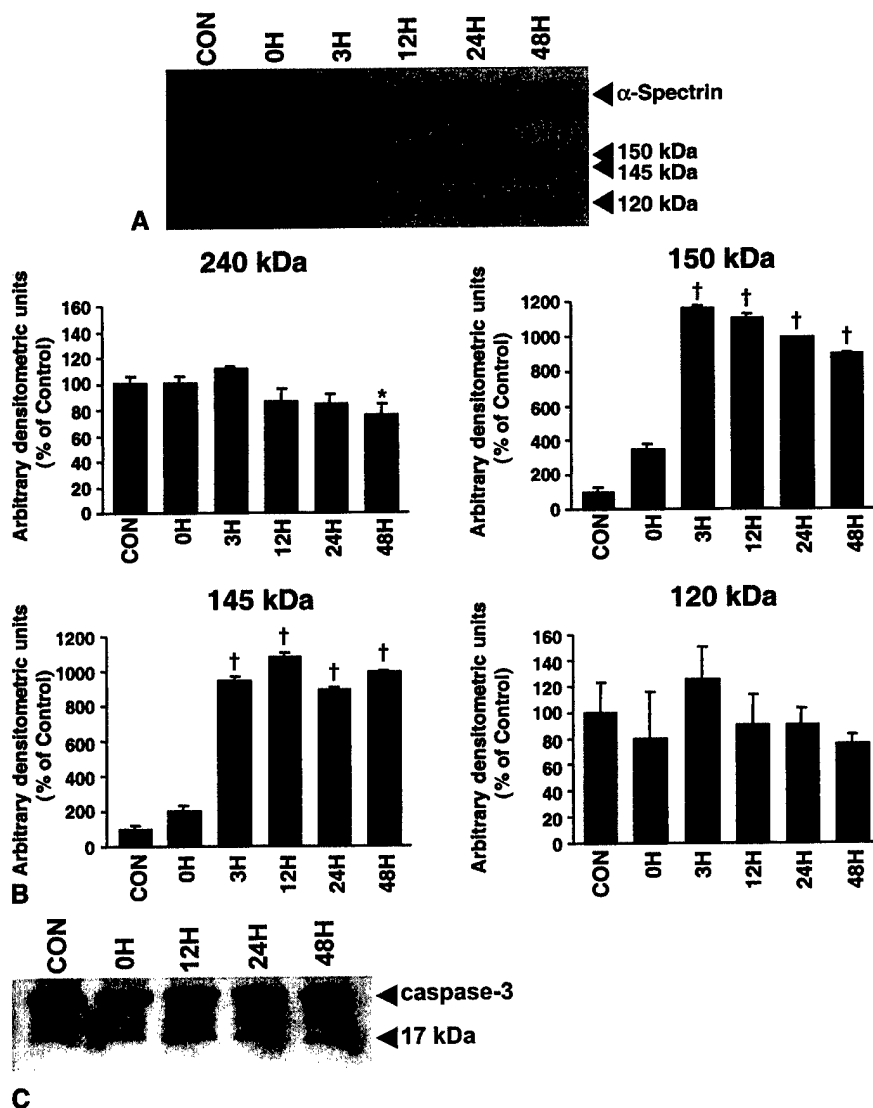 CON 0H 3H 12H 24H 48H
α-Spectrin
150 kDa
145 kDa
120 kDa
A
240 kDa
Arbitrary densitometric units
(% of Control)
160
140
120
100
80
60
40
20
0
*
CON 0H 3H 12H 24H 48H
150 kDa
Arbitrary densitometric units
(% of Control)
1200
1000
800
600
400
200
0
† † † †
CON 0H 3H 12H 24H 48H
145 kDa
Arbitrary densitometric units
(% of Control)
1200
1000
800
600
400
200
0
† † † †
CON 0H 3H 12H 24H 48H
120 kDa
Arbitrary densitometric units
(% of Control)
160
140
120
100
80
60
40
20
0
CON 0H 3H 12H 24H 48H
B
CON 0H 12H 24H 48H
caspase-3
17 kDa
C